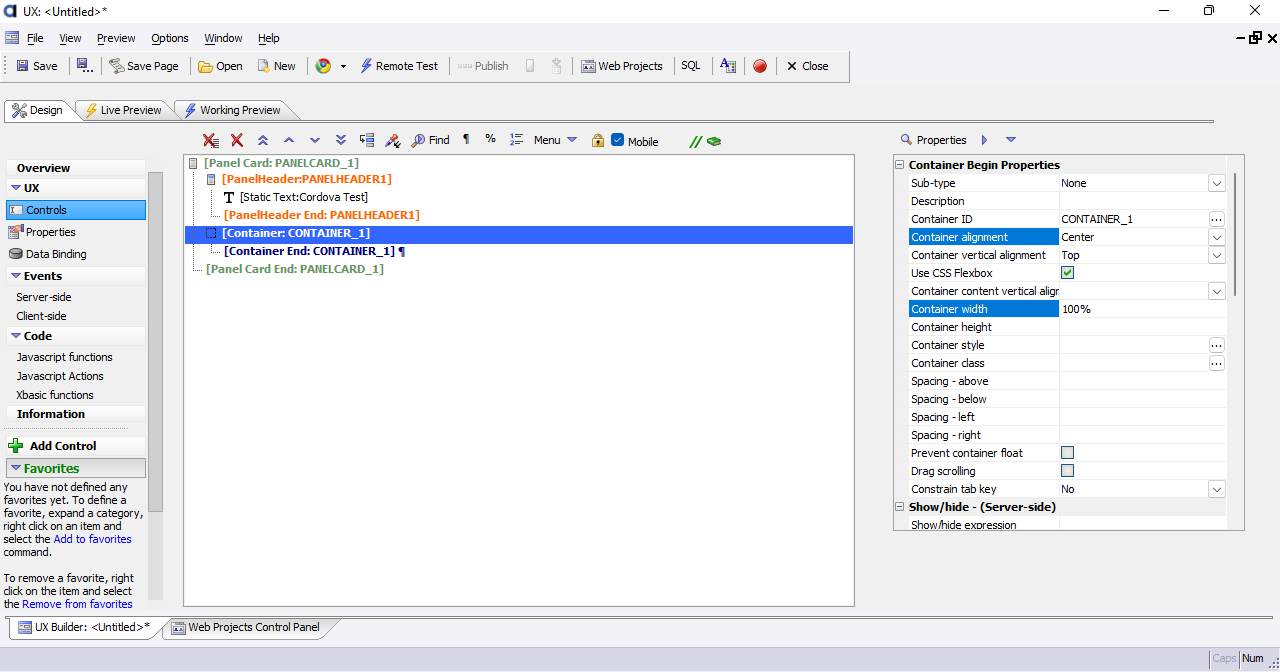 UX: <Untitled>*
File View Preview Options Window Help
Save Save Page Open New Remote Test Publish Web Projects SQL Close
Design Live Preview Working Preview
Find ¶ % Menu Mobile //
Properties
Overview
UX
Controls
Properties
Data Binding
Events
Server-side
Client-side
Code
Javascript functions
Javascript Actions
Xbasic functions
Information
Add Control
Favorites
You have not defined any
favorites yet. To define a
favorite, expand a category,
right click on an item and
select the Add to favorites
command.
To remove a favorite, right
click on the item and select
the Remove from favorites
[Panel Card: PANELCARD_1]
[PanelHeader:PANELHEADER1]
T [Static Text:Cordova Test]
[PanelHeader End: PANELHEADER1]
[Container: CONTAINER_1]
[Container End: CONTAINER_1] ¶
[Panel Card End: PANELCARD_1]
Container Begin Properties
Sub-type None
Description
Container ID CONTAINER_1 ...
Container alignment Center
Container vertical alignment Top
Use CSS Flexbox
Container content vertical aligr
Container width 100%
Container height
Container style ...
Container class ...
Spacing - above
Spacing - below
Spacing - left
Spacing - right
Prevent container float
Drag scrolling
Constrain tab key No
Show/hide - (Server-side)
Show/hide expression
UX Builder: <Untitled>* Web Projects Control Panel
Caps Num